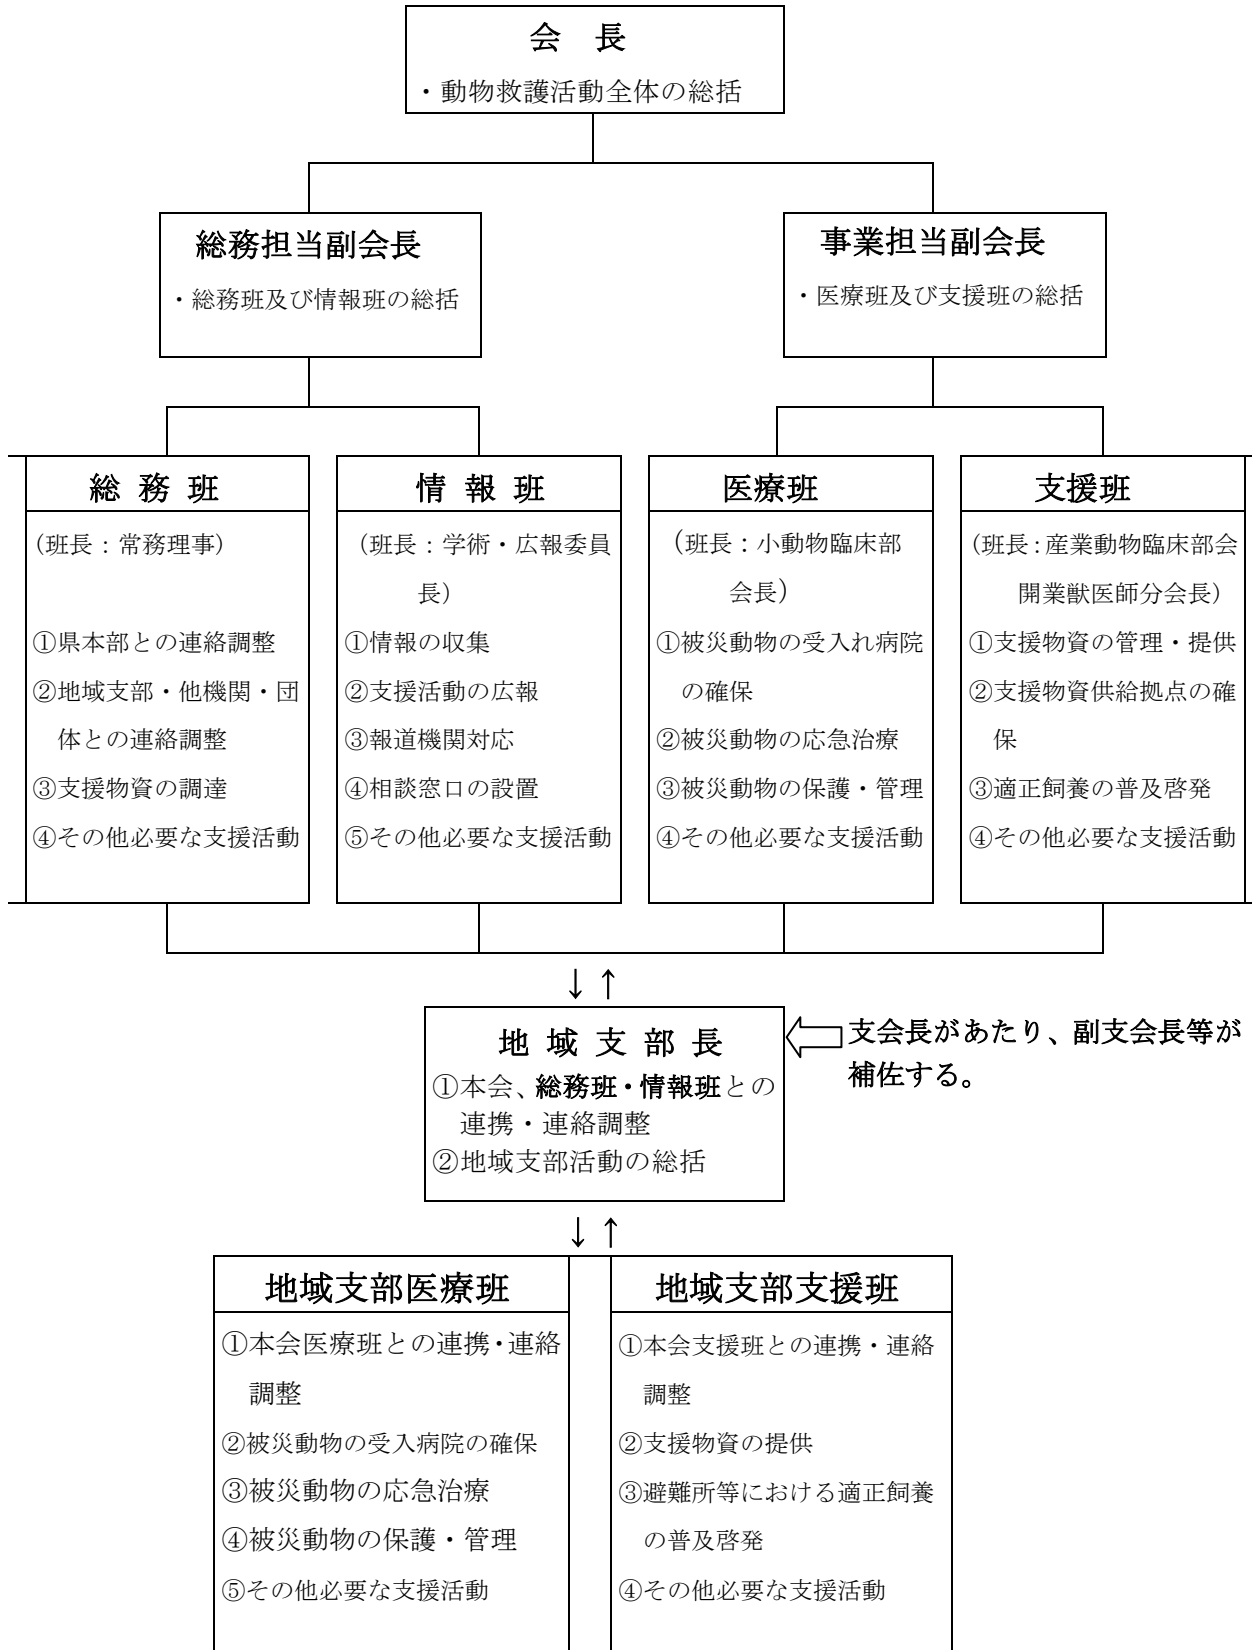 会 長
・動物救護活動全体の総括
総務担当副会長
・総務班及び情報班の総括
事業担当副会長
・医療班及び支援班の総括
総 務 班
(班長：常務理事)
①県本部との連絡調整
②地域支部・他機関・団
体との連絡調整
③支援物資の調達
④その他必要な支援活動
情 報 班
(班長：学術・広報委員
長)
①情報の収集
②支援活動の広報
③報道機関対応
④相談窓口の設置
⑤その他必要な支援活動
医療班
(班長：小動物臨床部
会長)
①被災動物の受入れ病院
の確保
②被災動物の応急治療
③被災動物の保護・管理
④その他必要な支援活動
支援班
(班長：産業動物臨床部会
開業獣医師分会長)
①支援物資の管理・提供
②支援物資供給拠点の確
保
③適正飼養の普及啓発
④その他必要な支援活動
↓↑
地 域 支 部 長
①本会、総務班・情報班との
連携・連絡調整
②地域支部活動の総括
支会長があたり、副支会長等が
補佐する。
↓↑
地域支部医療班
①本会医療班との連携・連絡
調整
②被災動物の受入病院の確保
③被災動物の応急治療
④被災動物の保護・管理
⑤その他必要な支援活動
地域支部支援班
①本会支援班との連携・連絡
調整
②支援物資の提供
③避難所等における適正飼養
の普及啓発
④その他必要な支援活動